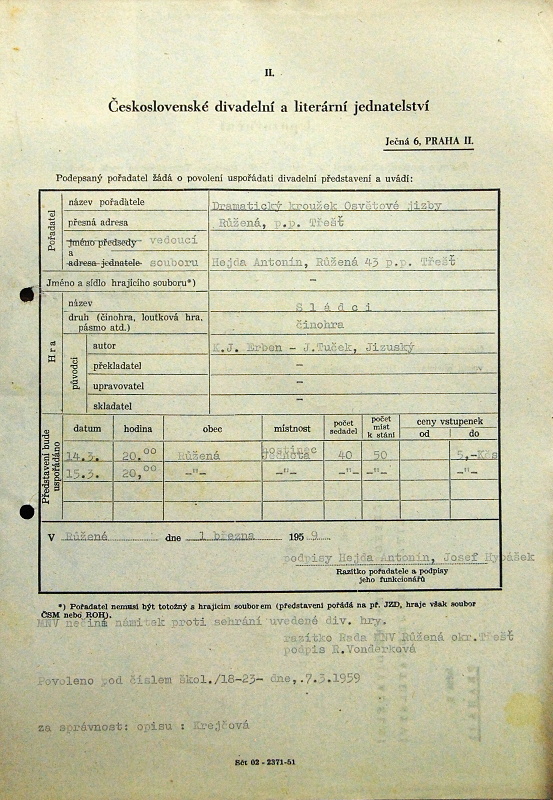 II.
Československé divadelní a literární jednatelství
Ječná 6, PRAHA II.
Podepsaný pořadatel žádá o povolení uspořádati divadelní představení a uvádí:
Pořadatel
název pořadatele Dramatický kroužek Osvětové jizby
přesná adresa Růžená, p.p. Třešť
Jméno předsedy vedoucí
a
adresa jednatele souboru Hejda Antonín, Růžená 43 p.p. Třešť
Jméno a sídlo hrajícího souboru*) —
Hra
název Sládci
druh (činohra, loutková hra, pásmo atd.) činohra
původci
autor K.J. Erben - J.Tuček, Jizuský
překladatel —
upravovatel —
skladatel —
Představení bude uspořádáno
datum hodina obec místnost počet sedadel počet míst k stání ceny vstupenek od do
14.3. 20.00 Růžená hostinec Jednota 40 50 5,-Kčs
15.3. 20,00 -"- -"- -"- -"- -"-
V Růžené dne 1 března 1959
podpisy Hejda Antonín, Josef Rybášek
Razítko pořadatele a podpisy
jeho funkcionářů
*) Pořadatel nemusí být totožný s hrajícím souborem (představení pořádá na př. JZD, hraje však soubor
ČSM nebo ROH).
MNV nečiná námitek proti sehrání uvedené div. hry.
razítko Rada MNV Růžená okr.Třešť
podpis R.Vonderková
Povoleno pod číslem škol./18-23- dne,.7.3.1959
za správnost: opisu : Krejčová
Sčt 02 - 2371-51